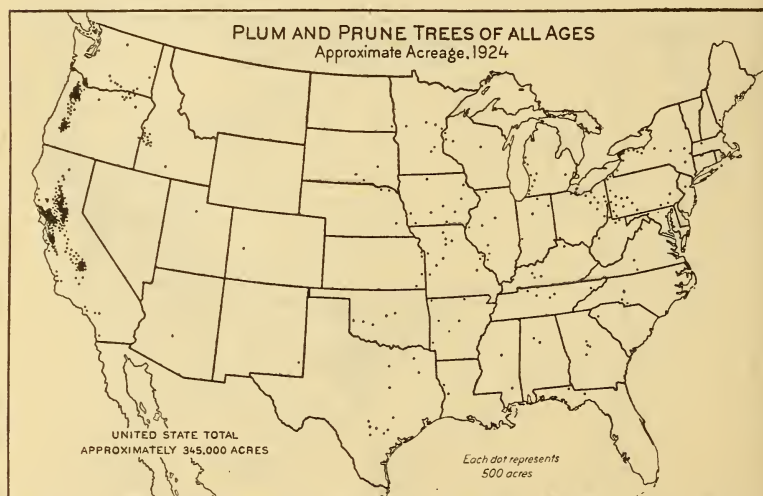 PLUM AND PRUNE TREES OF ALL AGES
Approximate Acreage, 1924
UNITED STATE TOTAL
APPROXIMATELY 345,000 ACRES
Each dot represents
500 acres